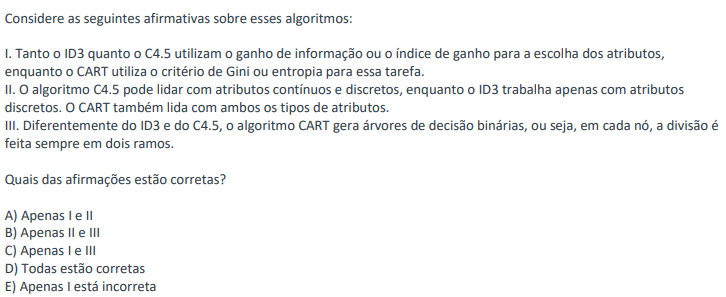 Considere as seguintes afirmativas sobre esses algoritmos:
I. Tanto o ID3 quanto o C4.5 utilizam o ganho de informação ou o índice de ganho para a escolha dos atributos,
enquanto o CART utiliza o critério de Gini ou entropia para essa tarefa.
II. O algoritmo C4.5 pode lidar com atributos contínuos e discretos, enquanto o ID3 trabalha apenas com atributos
discretos. O CART também lida com ambos os tipos de atributos.
III. Diferentemente do ID3 e do C4.5, o algoritmo CART gera árvores de decisão binárias, ou seja, em cada nó, a divisão é
feita sempre em dois ramos.
Quais das afirmações estão corretas?
A) Apenas I e II
B) Apenas II e III
C) Apenas I e III
D) Todas estão corretas
E) Apenas I está incorreta